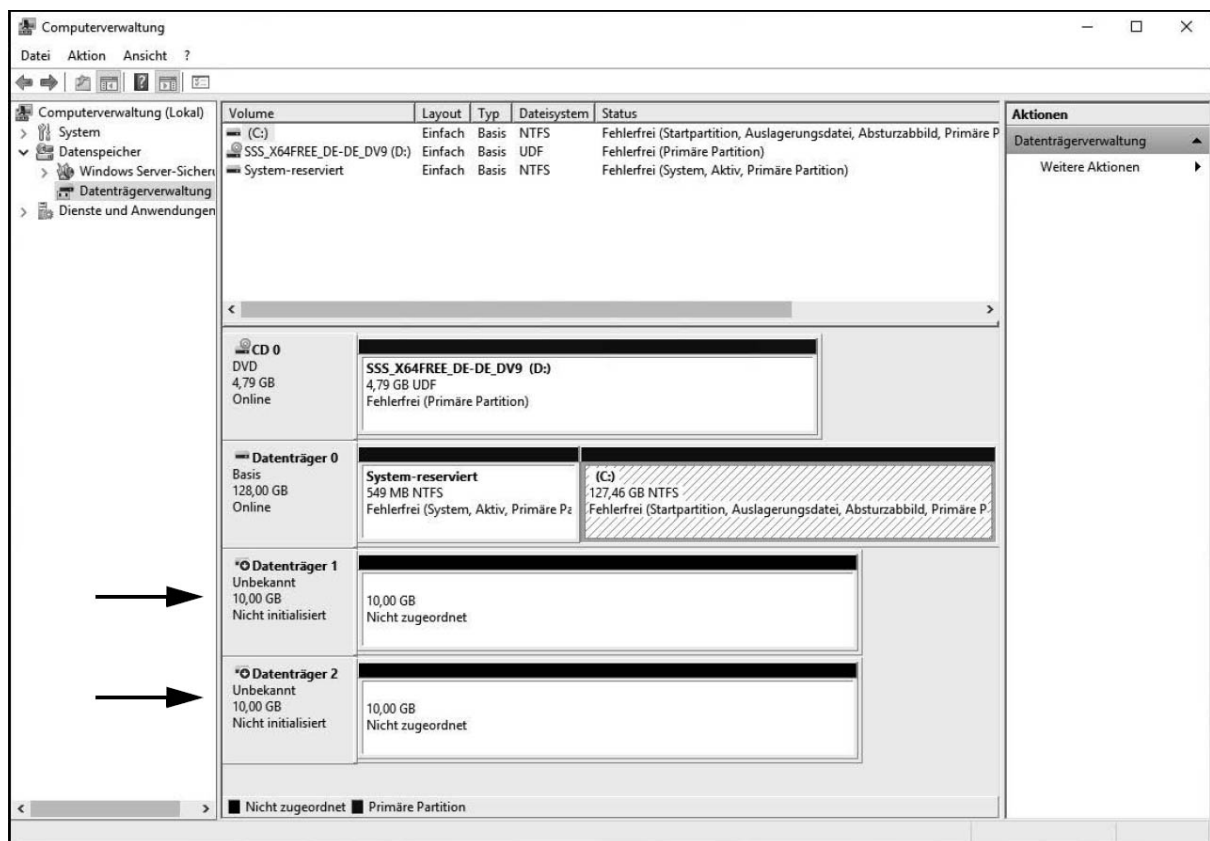 Computerverwaltung
Datei Aktion Ansicht ?
Computerverwaltung (Lokal)
System
Datenspeicher
Windows Server-Sicheru
Datenträgerverwaltung
Dienste und Anwendungen
Volume Layout Typ Dateisystem Status
(C:) Einfach Basis NTFS Fehlerfrei (Startpartition, Auslagerungsdatei, Absturzabbild, Primäre P
SSS_X64FREE_DE-DE_DV9 (D:) Einfach Basis UDF Fehlerfrei (Primäre Partition)
System-reserviert Einfach Basis NTFS Fehlerfrei (System, Aktiv, Primäre Partition)
CD 0
DVD
4,79 GB
Online
SSS_X64FREE_DE-DE_DV9 (D:)
4,79 GB UDF
Fehlerfrei (Primäre Partition)
Datenträger 0
Basis
128,00 GB
Online
System-reserviert
549 MB NTFS
Fehlerfrei (System, Aktiv, Primäre Pa
(C:)
127,46 GB NTFS
Fehlerfrei (Startpartition, Auslagerungsdatei, Absturzabbild, Primäre P
Datenträger 1
Unbekannt
10,00 GB
Nicht initialisiert
10,00 GB
Nicht zugeordnet
Datenträger 2
Unbekannt
10,00 GB
Nicht initialisiert
10,00 GB
Nicht zugeordnet
Nicht zugeordnet Primäre Partition
Aktionen
Datenträgerverwaltung
Weitere Aktionen